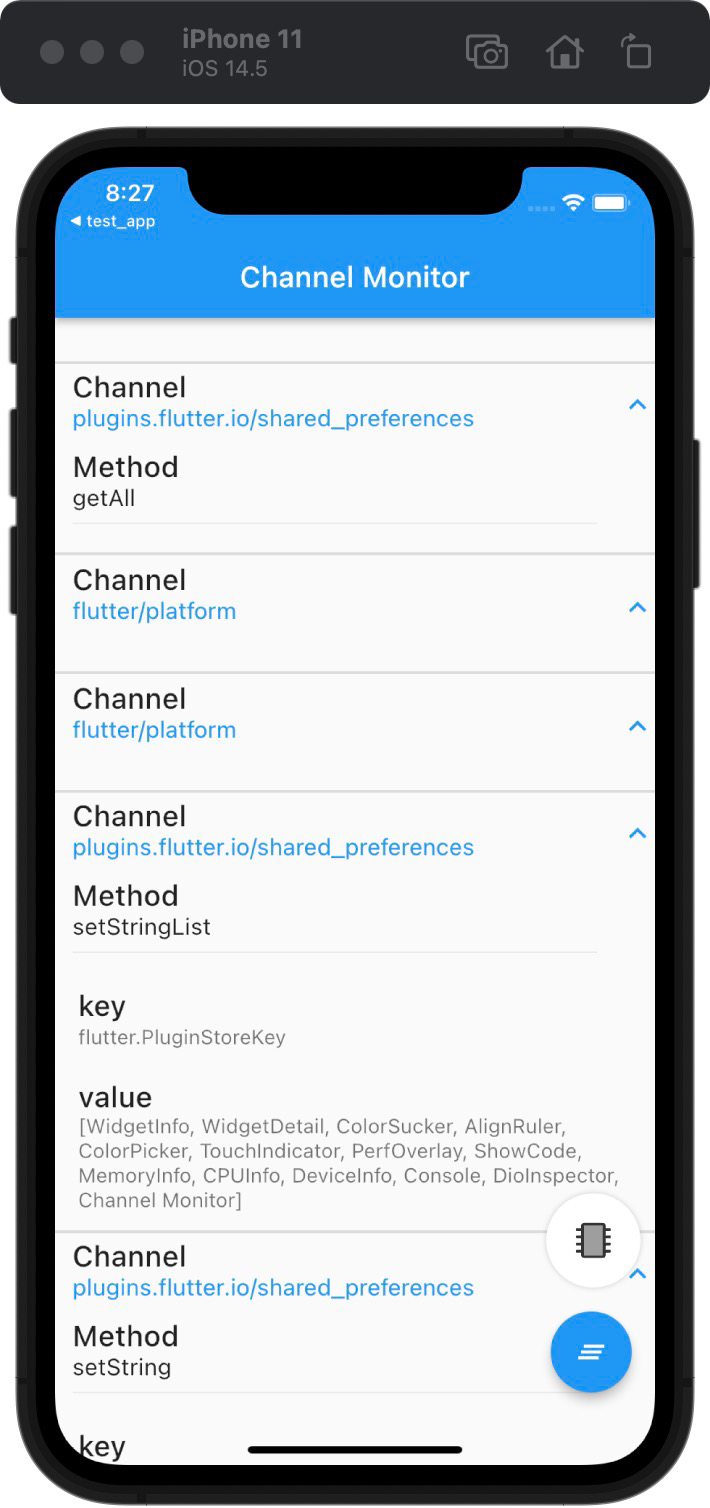 iPhone 11
iOS 14.5
8:27
◀ test_app
Channel Monitor
Channel
plugins.flutter.io/shared_preferences
Method
getAll
Channel
flutter/platform
Channel
flutter/platform
Channel
plugins.flutter.io/shared_preferences
Method
setStringList
key
flutter.PluginStoreKey
value
[WidgetInfo, WidgetDetail, ColorSucker, AlignRuler,
ColorPicker, TouchIndicator, PerfOverlay, ShowCode,
MemoryInfo, CPUInfo, DeviceInfo, Console, DioInspector,
Channel Monitor]
Channel
plugins.flutter.io/shared_preferences
Method
setString
key